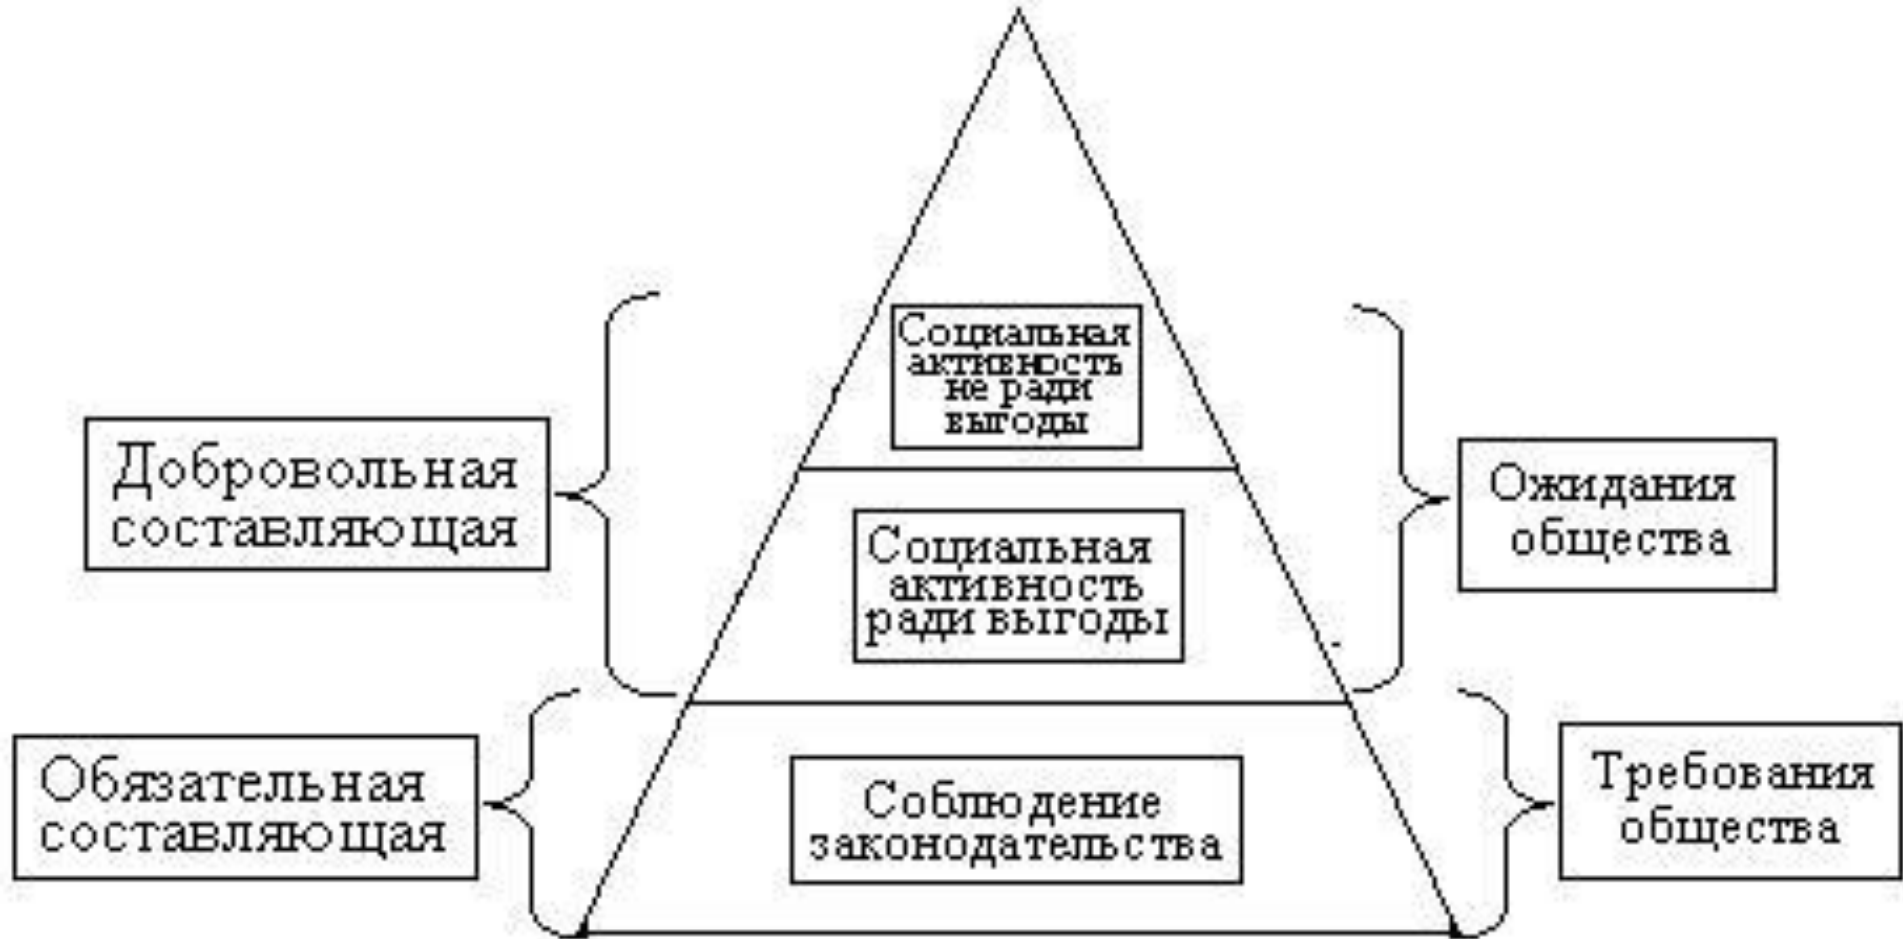 Социальная
активность
не ради
выгоды
Добровольная
составляющая
Ожидания
общества
Социальная
активность
ради выгоды
Обязательная
составляющая
Соблюдение
законодательства
Требования
общества